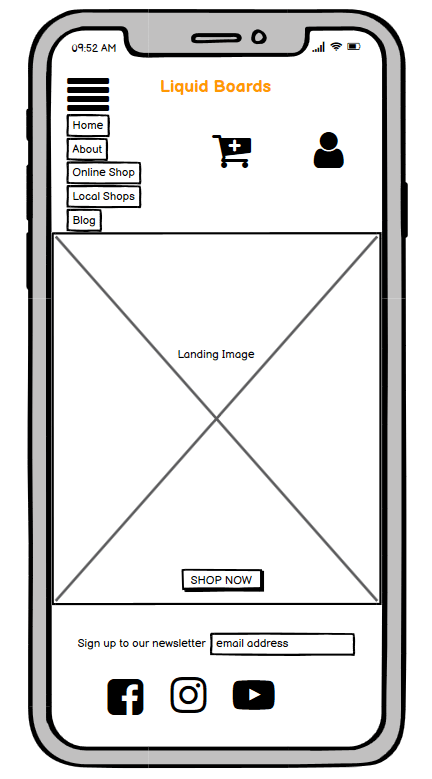 09:52 AM
Liquid Boards
Home
About
Online Shop
Local Shops
Blog
Landing Image
SHOP NOW
Sign up to our newsletter email address